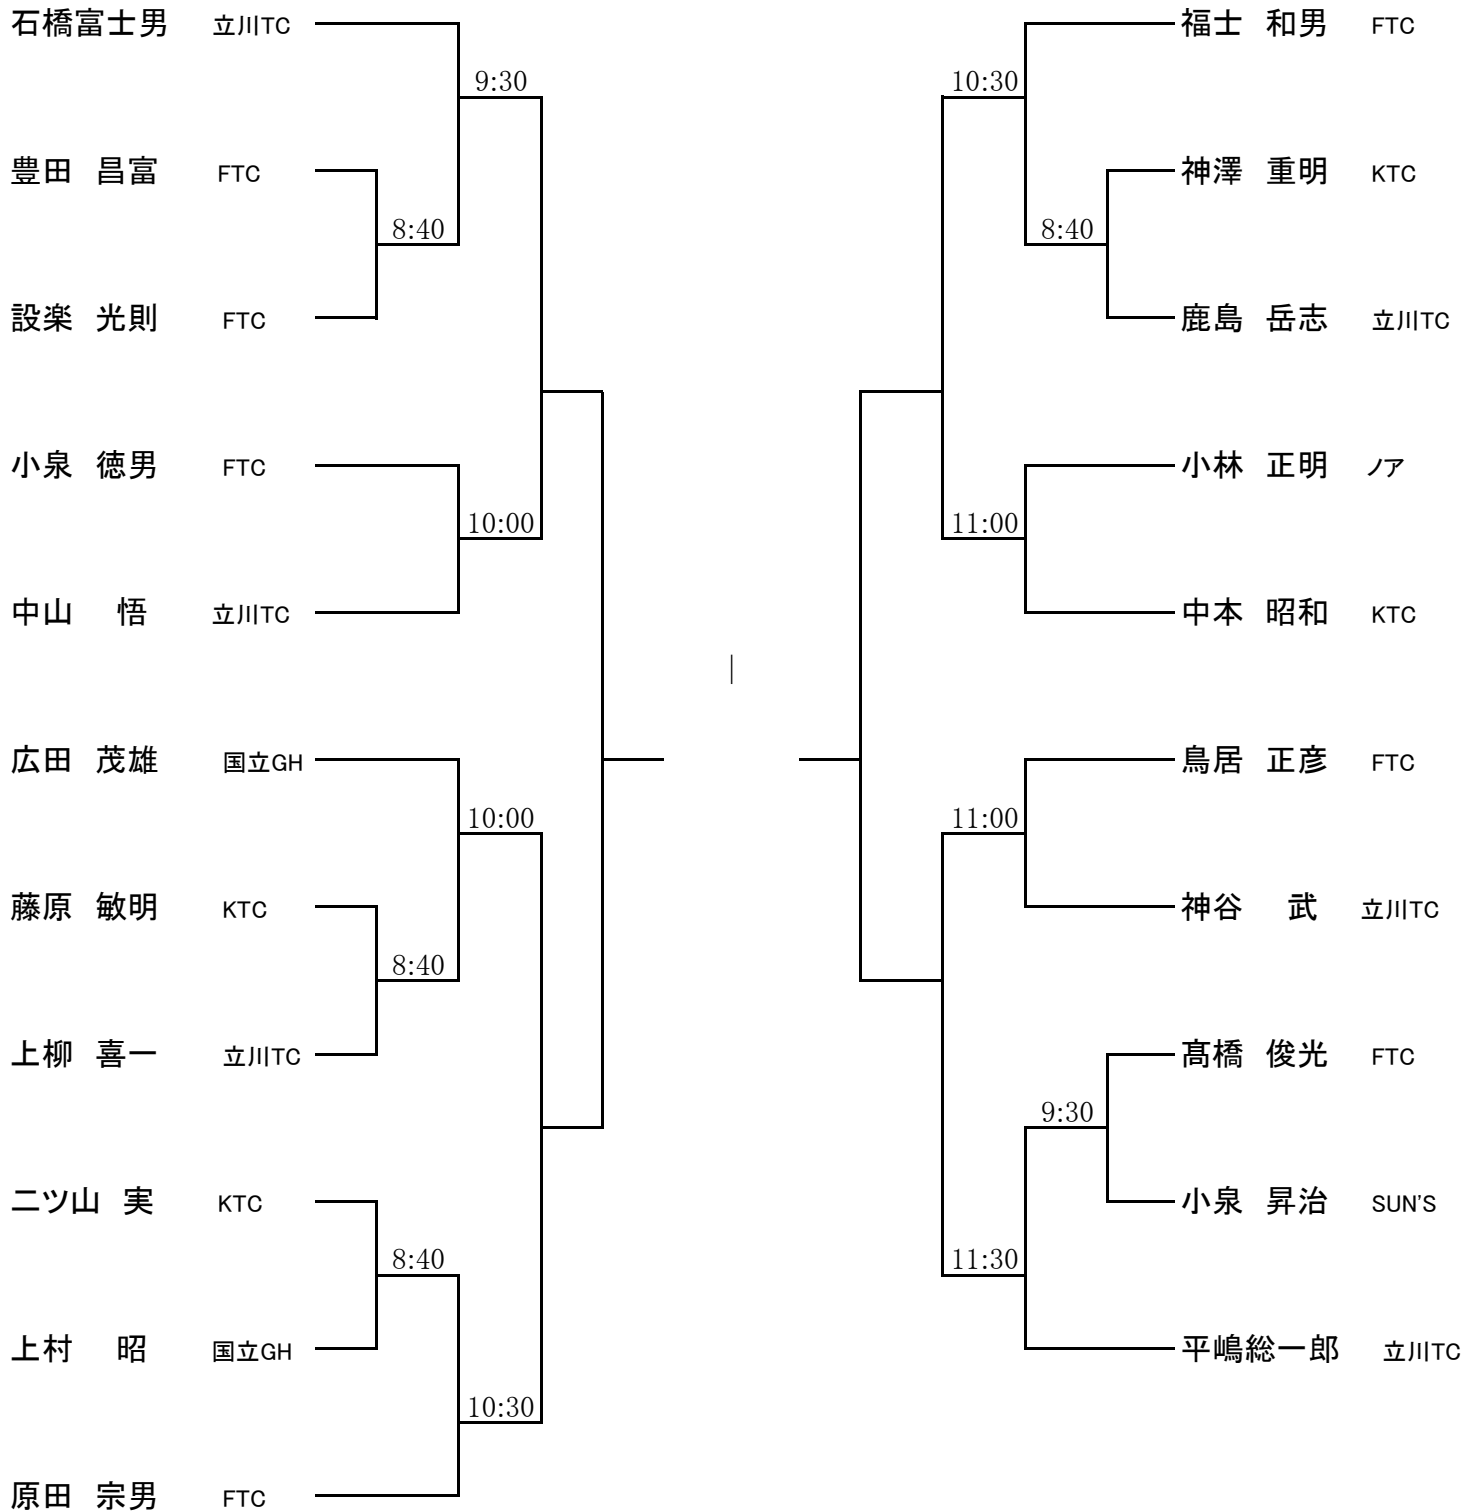 石橋富士男 立川TC
9:30
豊田 昌富 FTC
8:40
設楽 光則 FTC
小泉 徳男 FTC
10:00
中山 悟 立川TC
広田 茂雄 国立GH
10:00
藤原 敏明 KTC
8:40
上柳 喜一 立川TC
二ツ山 実 KTC
8:40
上村 昭 国立GH
10:30
原田 宗男 FTC
福士 和男 FTC
10:30
神澤 重明 KTC
8:40
鹿島 岳志 立川TC
小林 正明 ノア
11:00
中本 昭和 KTC
鳥居 正彦 FTC
11:00
神谷 武 立川TC
髙橋 俊光 FTC
9:30
小泉 昇治 SUN'S
11:30
平嶋総一郎 立川TC